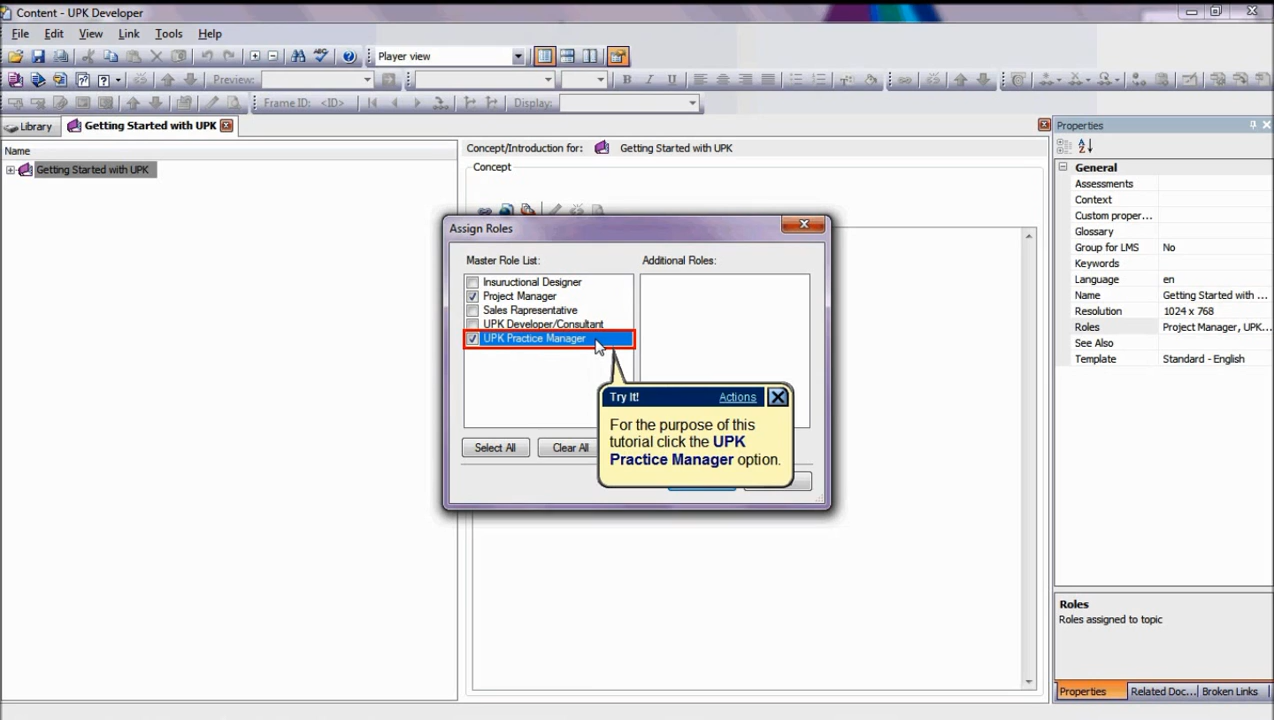 Content - UPK Developer
File Edit View Link Tools Help
Player view
Preview:
B I U
Frame ID: <ID> Display:
Library Getting Started with UPK
Name
Getting Started with UPK
Concept/Introduction for: Getting Started with UPK
Concept
Assign Roles
Master Role List: Additional Roles:
Insuructional Designer
Project Manager
Sales Rapresentative
UPK Developer/Consultant
UPK Practice Manager
Select All Clear All
Try It! Actions
For the purpose of this
tutorial click the UPK
Practice Manager option.
Properties
General
Assessments
Context
Custom proper...
Glossary
Group for LMS No
Keywords
Language en
Name Getting Started with ...
Resolution 1024 x 768
Roles Project Manager, UPK...
See Also
Template Standard - English
Roles
Roles assigned to topic
Properties Related Doc... Broken Links